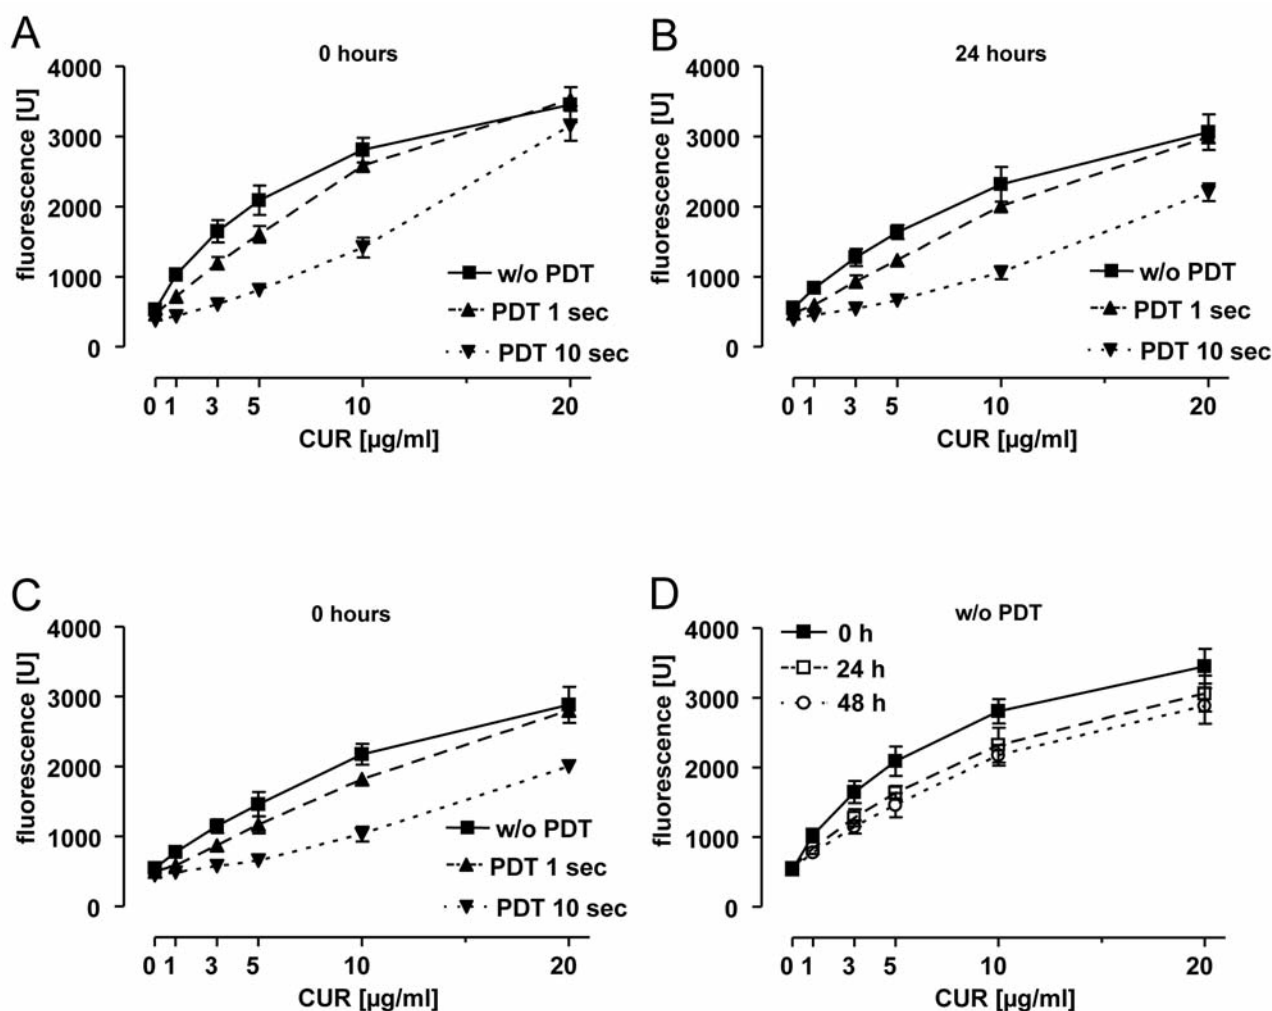 A
0 hours
fluorescence [U]
4000
3000
2000
1000
0
w/o PDT
PDT 1 sec
PDT 10 sec
0 1 3 5 10 20
CUR [µg/ml]
B
24 hours
fluorescence [U]
4000
3000
2000
1000
0
w/o PDT
PDT 1 sec
PDT 10 sec
0 1 3 5 10 20
CUR [µg/ml]
C
0 hours
fluorescence [U]
4000
3000
2000
1000
0
w/o PDT
PDT 1 sec
PDT 10 sec
0 1 3 5 10 20
CUR [µg/ml]
D
w/o PDT
fluorescence [U]
4000
3000
2000
1000
0
0 h
24 h
48 h
0 1 3 5 10 20
CUR [µg/ml]